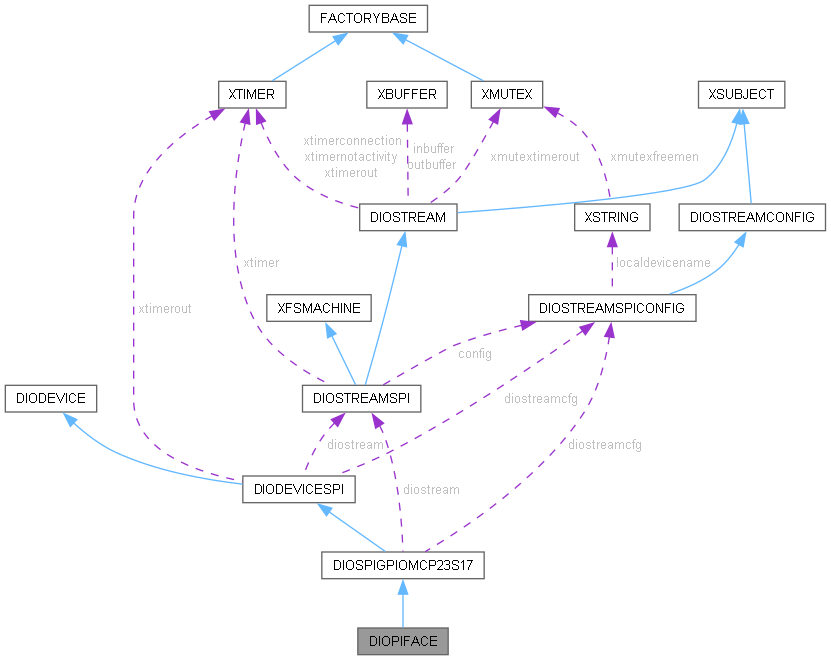 FACTORYBASE
XTIMER
XBUFFER
XMUTEX
XSUBJECT
xtimerconnection
xtimernotactivity
xtimerout
inbuffer
outbuffer
xmutextimerout
xmutexfreemen
DIOSTREAM
XSTRING
DIOSTREAMCONFIG
xtimer
localdevicename
xtimerout
XFSMACHINE
DIOSTREAMSPICONFIG
config
DIODEVICE
DIOSTREAMSPI
diostreamcfg
diostream
diostreamcfg
DIODEVICESPI
diostream
DIOSPIGPIOMCP23S17
DIOPIFACE